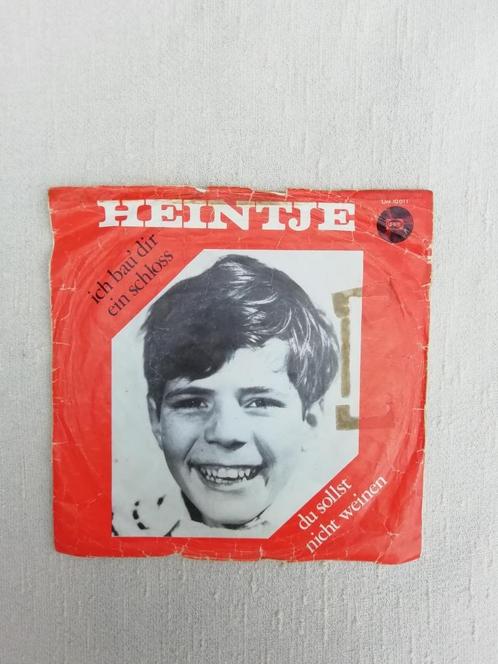 HEINTJE
ich bau dir
ein schloss
du sollst
nicht weinen